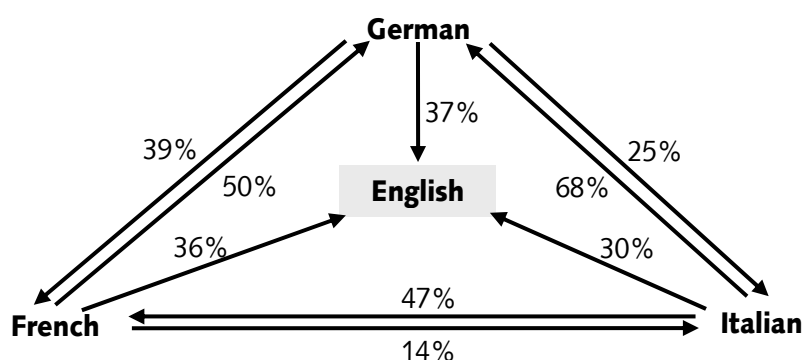 German
37%
39%
25%
50%
68%
English
36%
30%
47%
French
Italian
14%